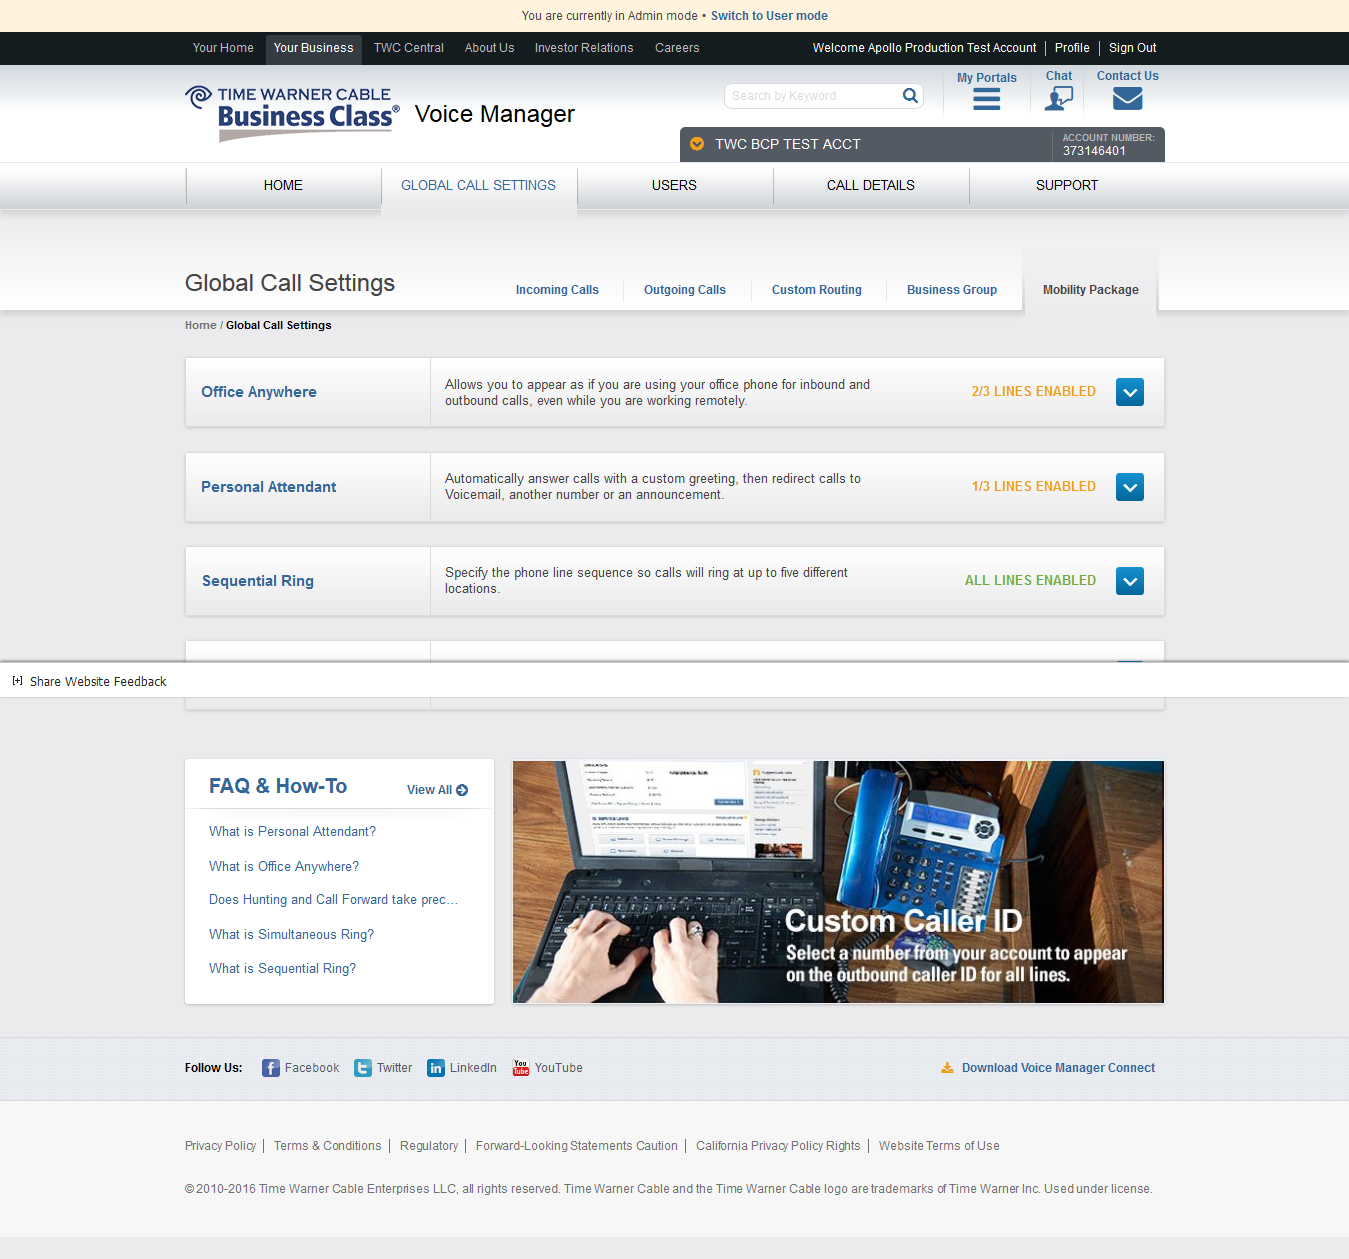 You are currently in Admin mode • Switch to User mode
Your Home Your Business TWC Central About Us Investor Relations Careers Welcome Apollo Production Test Account Profile Sign Out
My Portals Chat Contact Us
TIME WARNER CABLE
Business Class® Voice Manager
Search by Keyword
TWC BCP TEST ACCT
ACCOUNT NUMBER:
373146401
HOME GLOBAL CALL SETTINGS USERS CALL DETAILS SUPPORT
Global Call Settings
Incoming Calls Outgoing Calls Custom Routing Business Group Mobility Package
Home / Global Call Settings
Office Anywhere
Allows you to appear as if you are using your office phone for inbound and
outbound calls, even while you are working remotely.
2/3 LINES ENABLED
Personal Attendant
Automatically answer calls with a custom greeting, then redirect calls to
Voicemail, another number or an announcement.
1/3 LINES ENABLED
Sequential Ring
Specify the phone line sequence so calls will ring at up to five different
locations.
ALL LINES ENABLED
[+] Share Website Feedback
FAQ & How-To
View All
What is Personal Attendant?
What is Office Anywhere?
Does Hunting and Call Forward take prec...
What is Simultaneous Ring?
What is Sequential Ring?
Custom Caller ID
Select a number from your account to appear
on the outbound caller ID for all lines.
Follow Us: Facebook Twitter LinkedIn YouTube
Download Voice Manager Connect
Privacy Policy Terms & Conditions Regulatory Forward-Looking Statements Caution California Privacy Policy Rights Website Terms of Use
© 2010-2016 Time Warner Cable Enterprises LLC, all rights reserved. Time Warner Cable and the Time Warner Cable logo are trademarks of Time Warner Inc. Used under license.